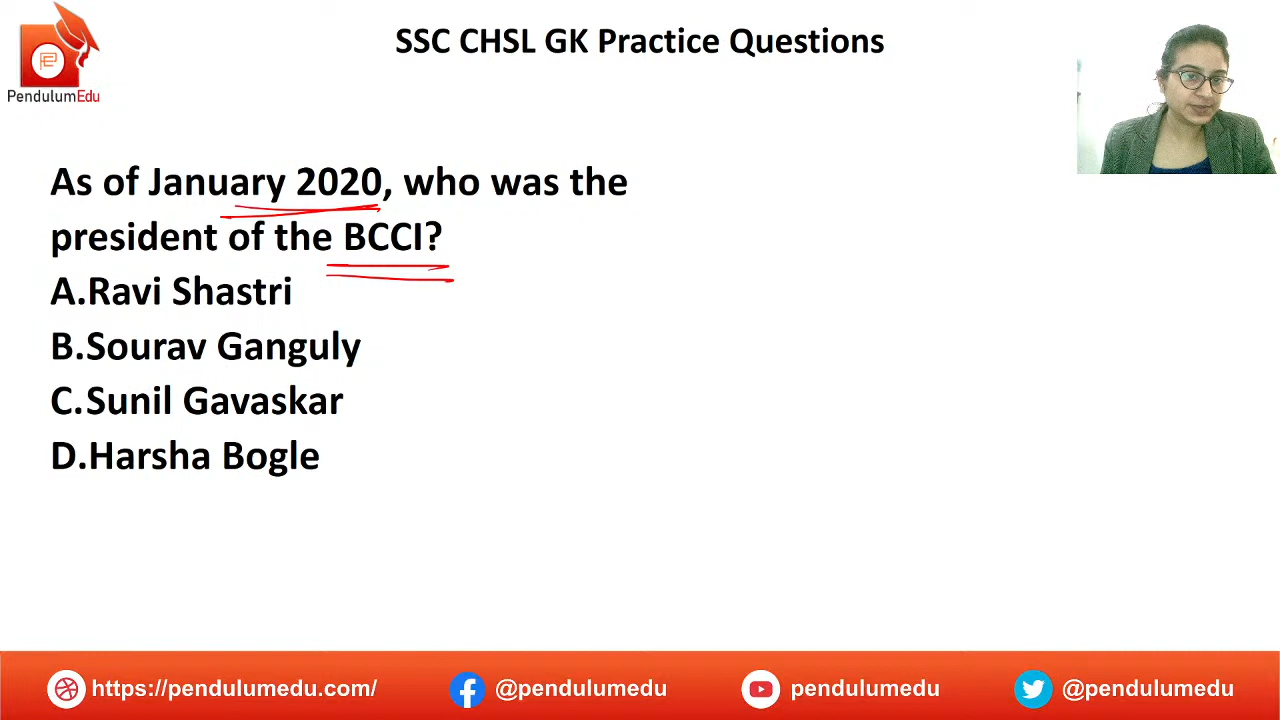 SSC CHSL GK Practice Questions
PE
PendulumEdu
As of January 2020, who was the
president of the BCCI?
A.Ravi Shastri
B.Sourav Ganguly
C.Sunil Gavaskar
D.Harsha Bogle
https://pendulumedu.com/
@pendulumedu
pendulumedu
@pendulumedu